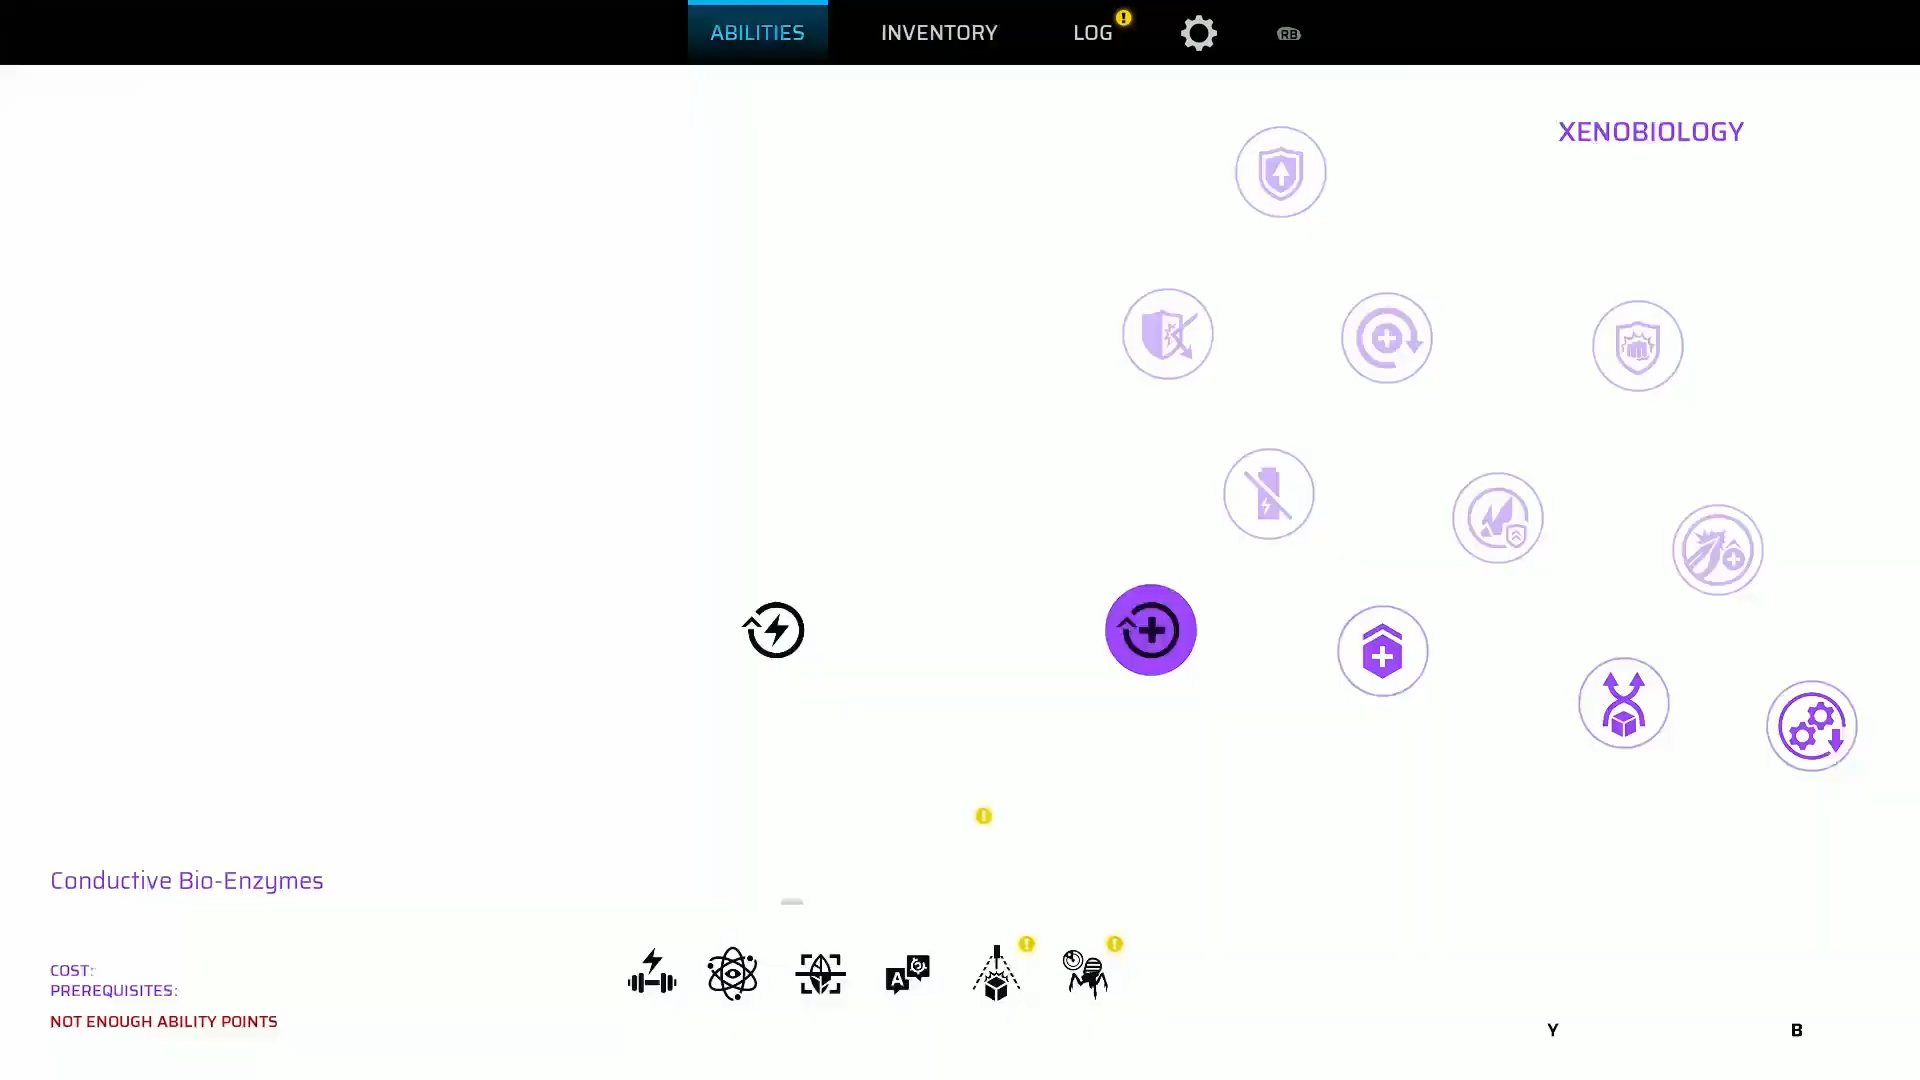 ABILITIES
INVENTORY
LOG
RB
XENOBIOLOGY
Conductive Bio-Enzymes
COST:
PREREQUISITES:
NOT ENOUGH ABILITY POINTS
Y
B